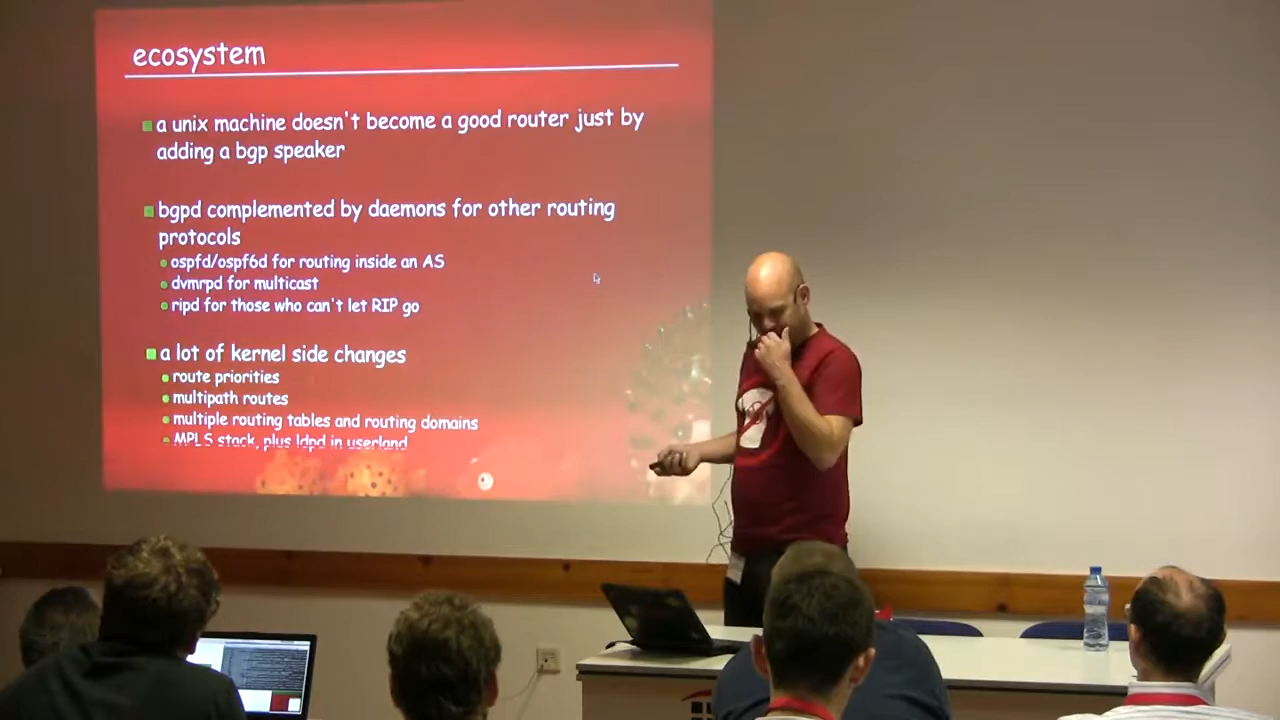 ecosystem
a unix machine doesn't become a good router just by
adding a bgp speaker
bgpd complemented by daemons for other routing
protocols
ospfd/ospf6d for routing inside an AS
dvmrpd for multicast
ripd for those who can't let RIP go
a lot of kernel side changes
route priorities
multipath routes
multiple routing tables and routing domains
MPLS stack, plus ldpd in userland